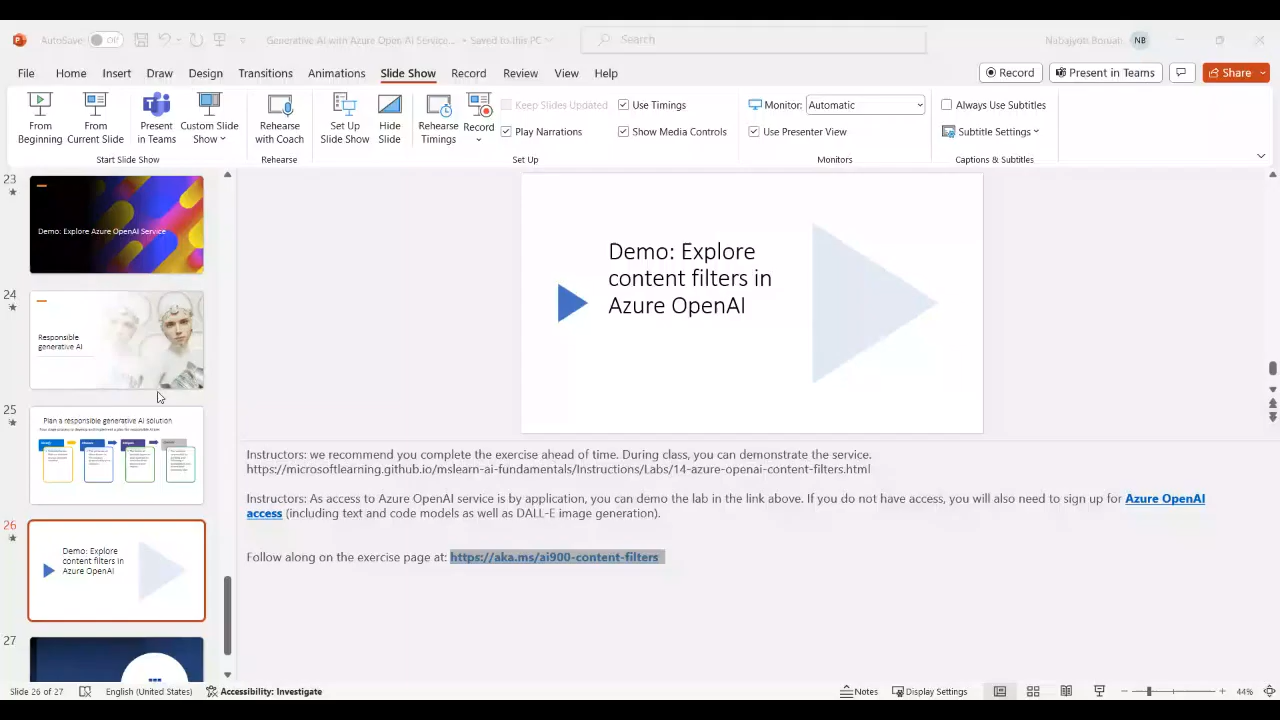 AutoSave Off
Generative AI with Azure Open AI Service... • Saved to this PC
Search
Nabajyoti Boruah NB
File Home Insert Draw Design Transitions Animations Slide Show Record Review View Help
Record Present in Teams Share
From Beginning
From Current Slide
Present in Teams
Custom Slide Show
Rehearse with Coach
Set Up Slide Show
Hide Slide
Rehearse Timings
Record
Keep Slides Updated
Play Narrations
Use Timings
Show Media Controls
Monitor: Automatic
Use Presenter View
Always Use Subtitles
Subtitle Settings
Start Slide Show Rehearse Set Up Monitors Captions & Subtitles
23
Demo: Explore Azure OpenAI Service
24
Responsible
generative AI
25
Plan a responsible generative AI solution
26
Demo: Explore
content filters in
Azure OpenAI
27
Demo: Explore
content filters in
Azure OpenAI
Instructors: we recommend you complete the exercise ahead of time. During class, you can demonstrate the service:
https://microsoftlearning.github.io/mslearn-ai-fundamentals/Instructions/Labs/14-azure-openai-content-filters.html
Instructors: As access to Azure OpenAI service is by application, you can demo the lab in the link above. If you do not have access, you will also need to sign up for Azure OpenAI
access (including text and code models as well as DALL-E image generation).
Follow along on the exercise page at: https://aka.ms/ai900-content-filters
Slide 26 of 27 English (United States) Accessibility: Investigate Notes Display Settings 44%